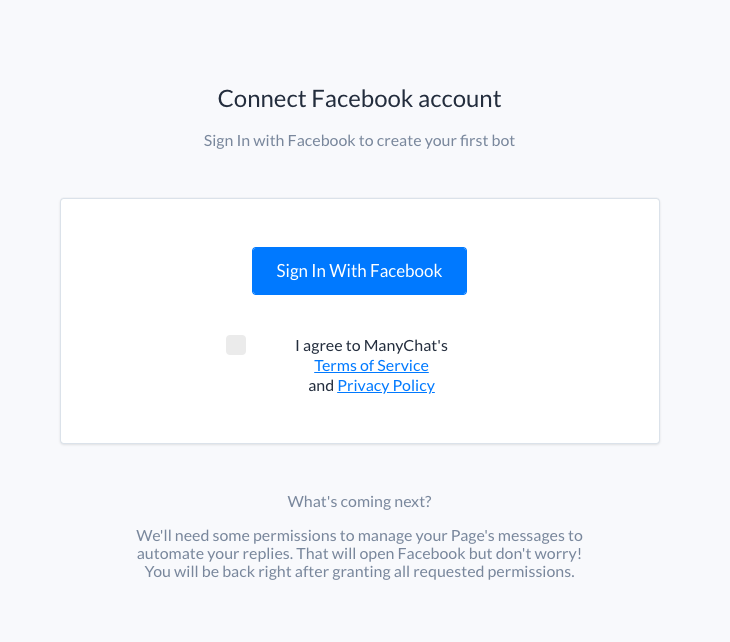 Connect Facebook account
Sign In with Facebook to create your first bot
Sign In With Facebook
I agree to ManyChat's
Terms of Service
and Privacy Policy
What's coming next?
We'll need some permissions to manage your Page's messages to
automate your replies. That will open Facebook but don't worry!
You will be back right after granting all requested permissions.